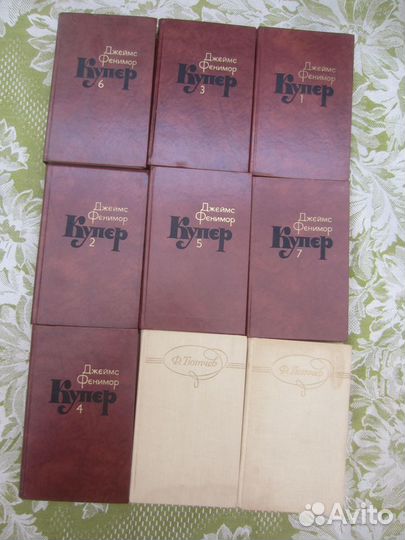 Джеймс
Фенимор
Купер
6
Джеймс
Фенимор
Купер
3
Джеймс
Фенимор
Купер
1
Джеймс
Фенимор
Купер
2
Джеймс
Фенимор
Купер
5
Джеймс
Фенимор
Купер
7
Джеймс
Фенимор
Купер
4
Ф. Тютчев
Ф. Тютчев
Avito